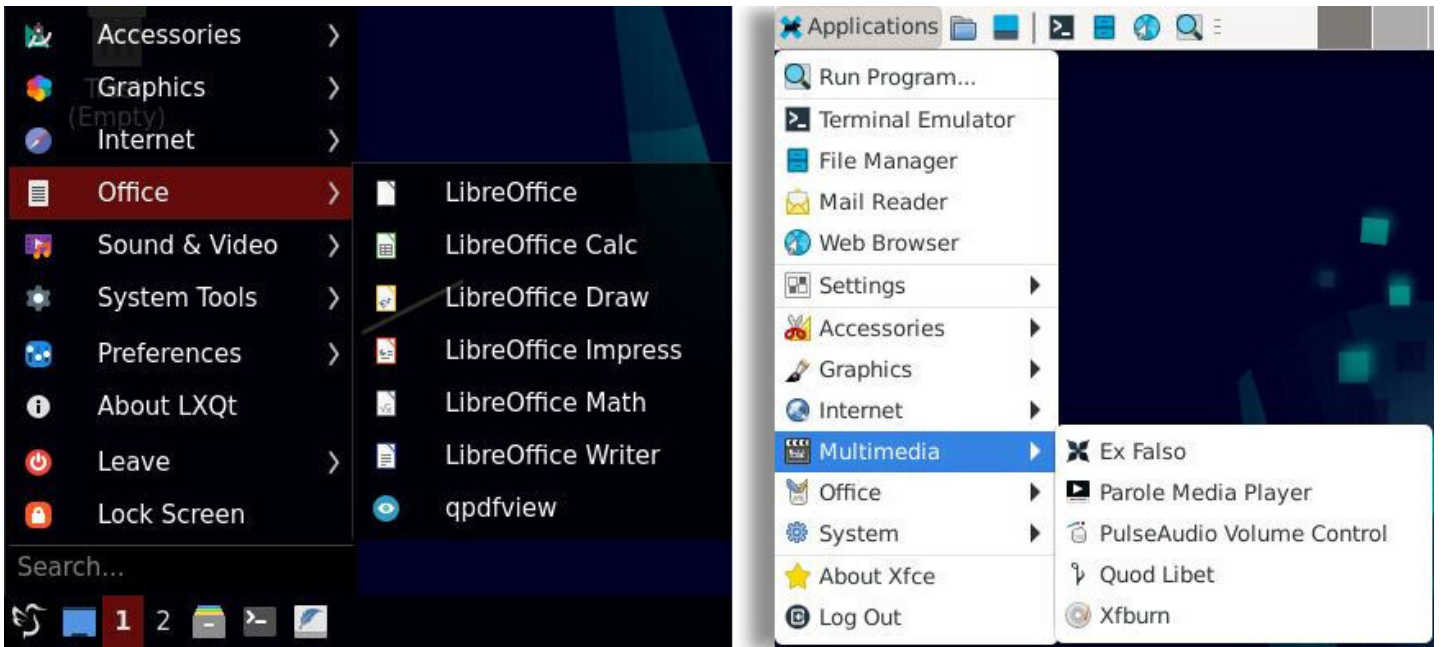 Accessories
Graphics
(Empty)
Internet
Office
Sound & Video
System Tools
Preferences
About LXQt
Leave
Lock Screen
Search...
1 2
LibreOffice
LibreOffice Calc
LibreOffice Draw
LibreOffice Impress
LibreOffice Math
LibreOffice Writer
qpdfview
Applications
Run Program...
Terminal Emulator
File Manager
Mail Reader
Web Browser
Settings
Accessories
Graphics
Internet
Multimedia
Office
System
About Xfce
Log Out
Ex Falso
Parole Media Player
PulseAudio Volume Control
Quod Libet
Xfburn